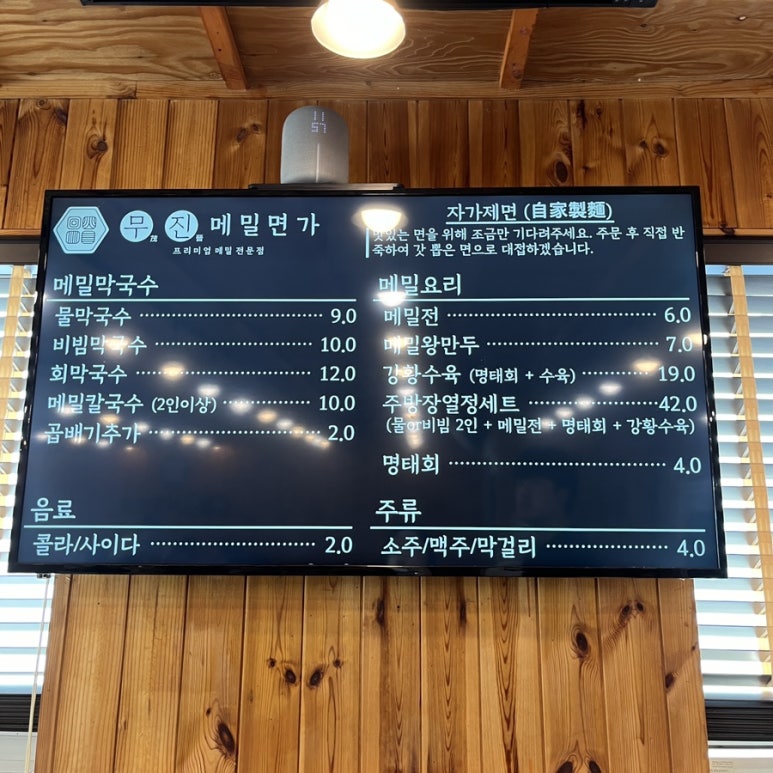 11
57
무茂 진 메밀면가
프리미엄 메밀 전문점
자가제면 (自家製麵)
맛있는 면을 위해 조금만 기다려주세요. 주문 후 직접 반
죽하여 갓 뽑은 면으로 대접하겠습니다.
메밀막국수
물막국수 9.0
비빔막국수 10.0
회막국수 12.0
메밀칼국수 (2인이상) 10.0
곱배기추가 2.0
음료
콜라/사이다 2.0
메밀요리
메밀전 6.0
메밀왕만두 7.0
강황수육 (명태회 + 수육) 19.0
주방장열정세트 42.0
(물or비빔 2인 + 메밀전 + 명태회 + 강황수육)
명태회 4.0
주류
소주/맥주/막걸리 4.0